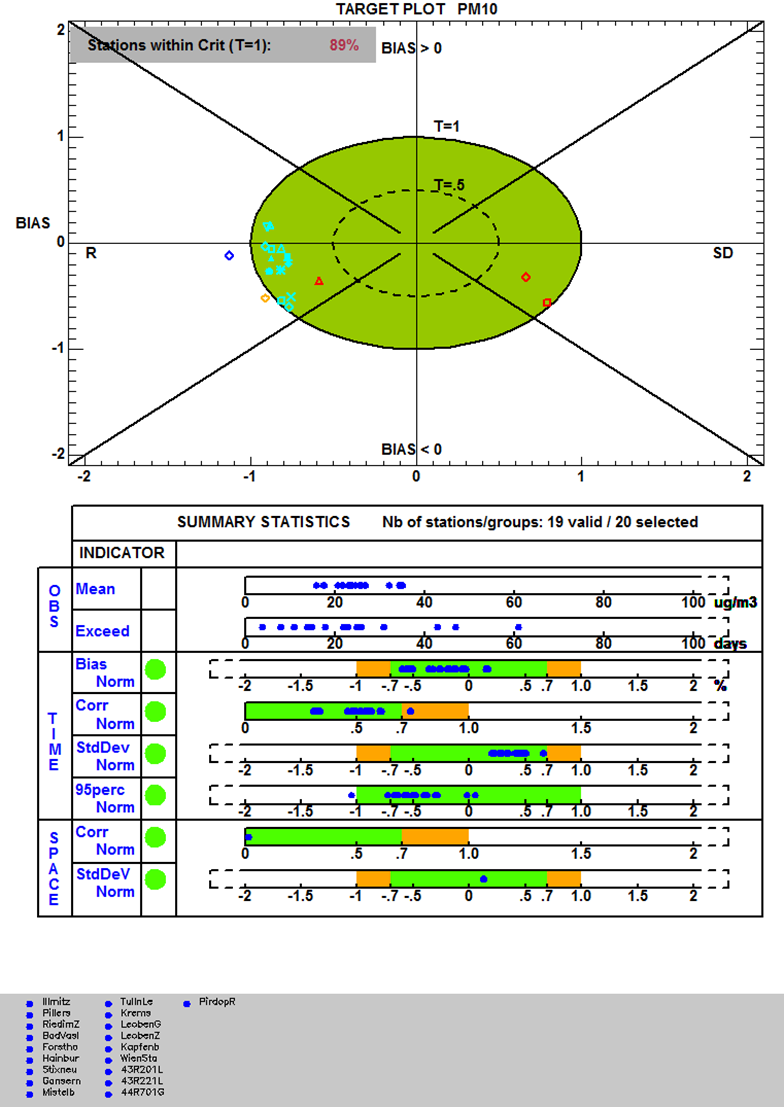 TARGET PLOT PM10
Stations within Crit (T=1): 89%
BIAS > 0
2
1
0
-1
-2
BIAS
T=1
T=.5
R
SD
BIAS < 0
-2 -1 0 1 2
SUMMARY STATISTICS Nb of stations/groups: 19 valid / 20 selected
INDICATOR
OBS
Mean
0 20 40 60 80 100 ug/m3
Exceed
0 20 40 60 80 100 days
TIME
Bias Norm
-2 -1.5 -1 -.7 -.5 0 .5 .7 1.0 1.5 2 %
Corr Norm
0 .5 .7 1.0 1.5 2
StdDev Norm
-2 -1.5 -1 -.7 -.5 0 .5 .7 1.0 1.5 2
95perc Norm
-2 -1.5 -1 -.7 -.5 0 .5 .7 1.0 1.5 2
SPACE
Corr Norm
0 .5 .7 1.0 1.5 2
StdDeV Norm
-2 -1.5 -1 -.7 -.5 0 .5 .7 1.0 1.5 2
Illmitz TullnLe PirdopR
Pillers Krems
RiedimZ LeobenG
BadVasl LeobenZ
Forstho Kapfenb
Hainbur WienSta
Stixneu 43R201L
Gansern 43R221L
Mistelb 44R701G